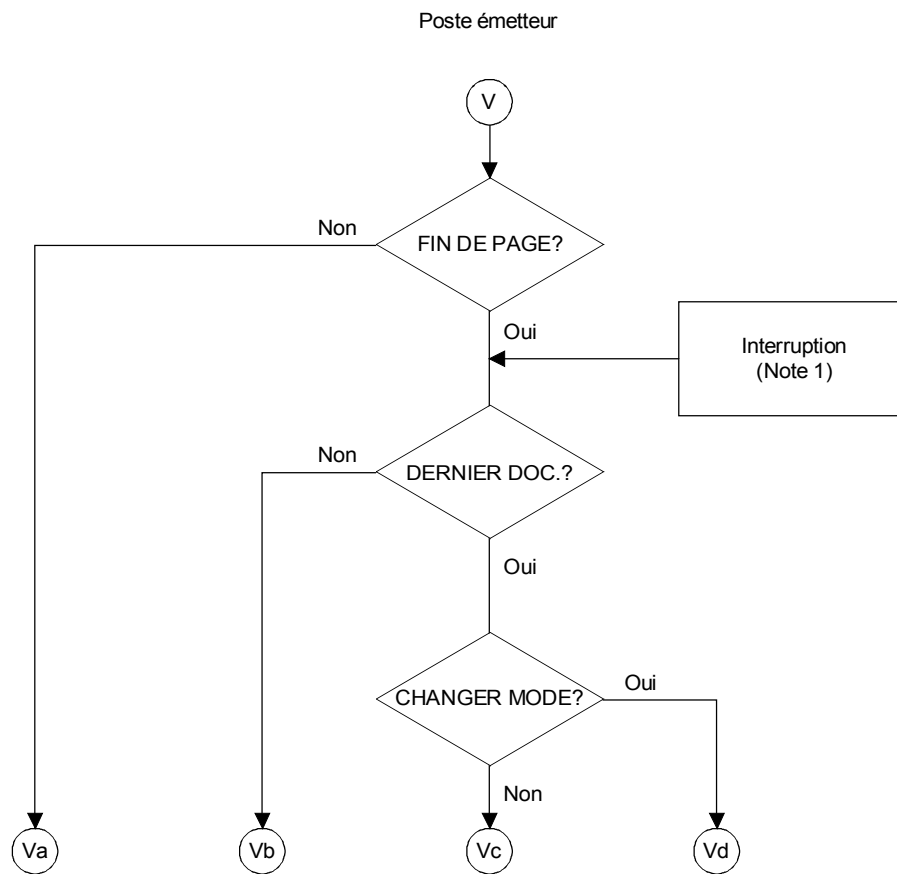 Poste émetteur
V
Non
FIN DE PAGE?
Oui
Interruption
(Note 1)
Non
DERNIER DOC.?
Oui
CHANGER MODE?
Oui
Non
Va
Vb
Vc
Vd